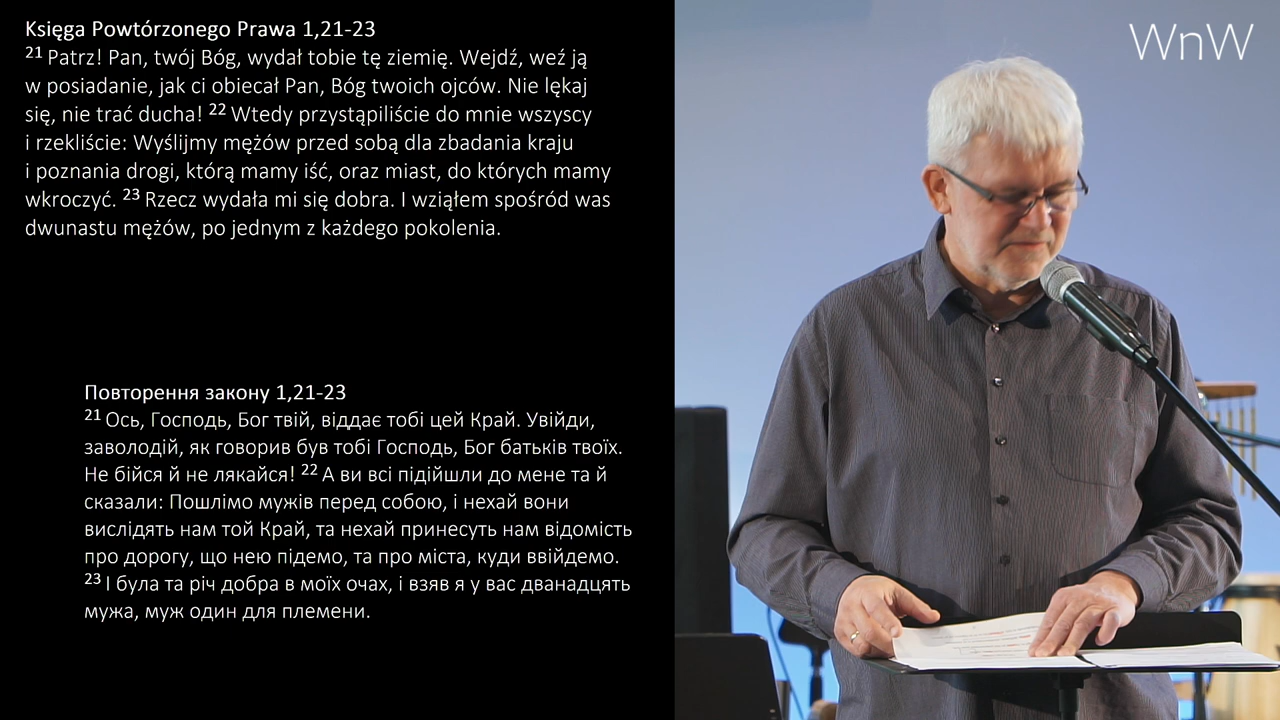 Księga Powtórzonego Prawa 1,21-23
21 Patrz! Pan, twój Bóg, wydał tobie tę ziemię. Wejdź, weź ją
w posiadanie, jak ci obiecał Pan, Bóg twoich ojców. Nie lękaj
się, nie trać ducha! 22 Wtedy przystąpiliście do mnie wszyscy
i rzekliście: Wyślijmy mężów przed sobą dla zbadania kraju
i poznania drogi, którą mamy iść, oraz miast, do których mamy
wkroczyć. 23 Rzecz wydała mi się dobra. I wziąłem spośród was
dwunastu mężów, po jednym z każdego pokolenia.
Повторення закону 1,21-23
21 Ось, Господь, Бог твій, віддає тобі цей Край. Увійди,
заволодій, як говорив був тобі Господь, Бог батьків твоїх.
Не бійся й не лякайся! 22 А ви всі підійшли до мене та й
сказали: Пошлімо мужів перед собою, і нехай вони
вислідять нам той Край, та нехай принесуть нам відомість
про дорогу, що нею підемо, та про міста, куди ввійдемо.
23 І була та річ добра в моїх очах, і взяв я у вас дванадцять
мужа, муж один для племени.
WnW